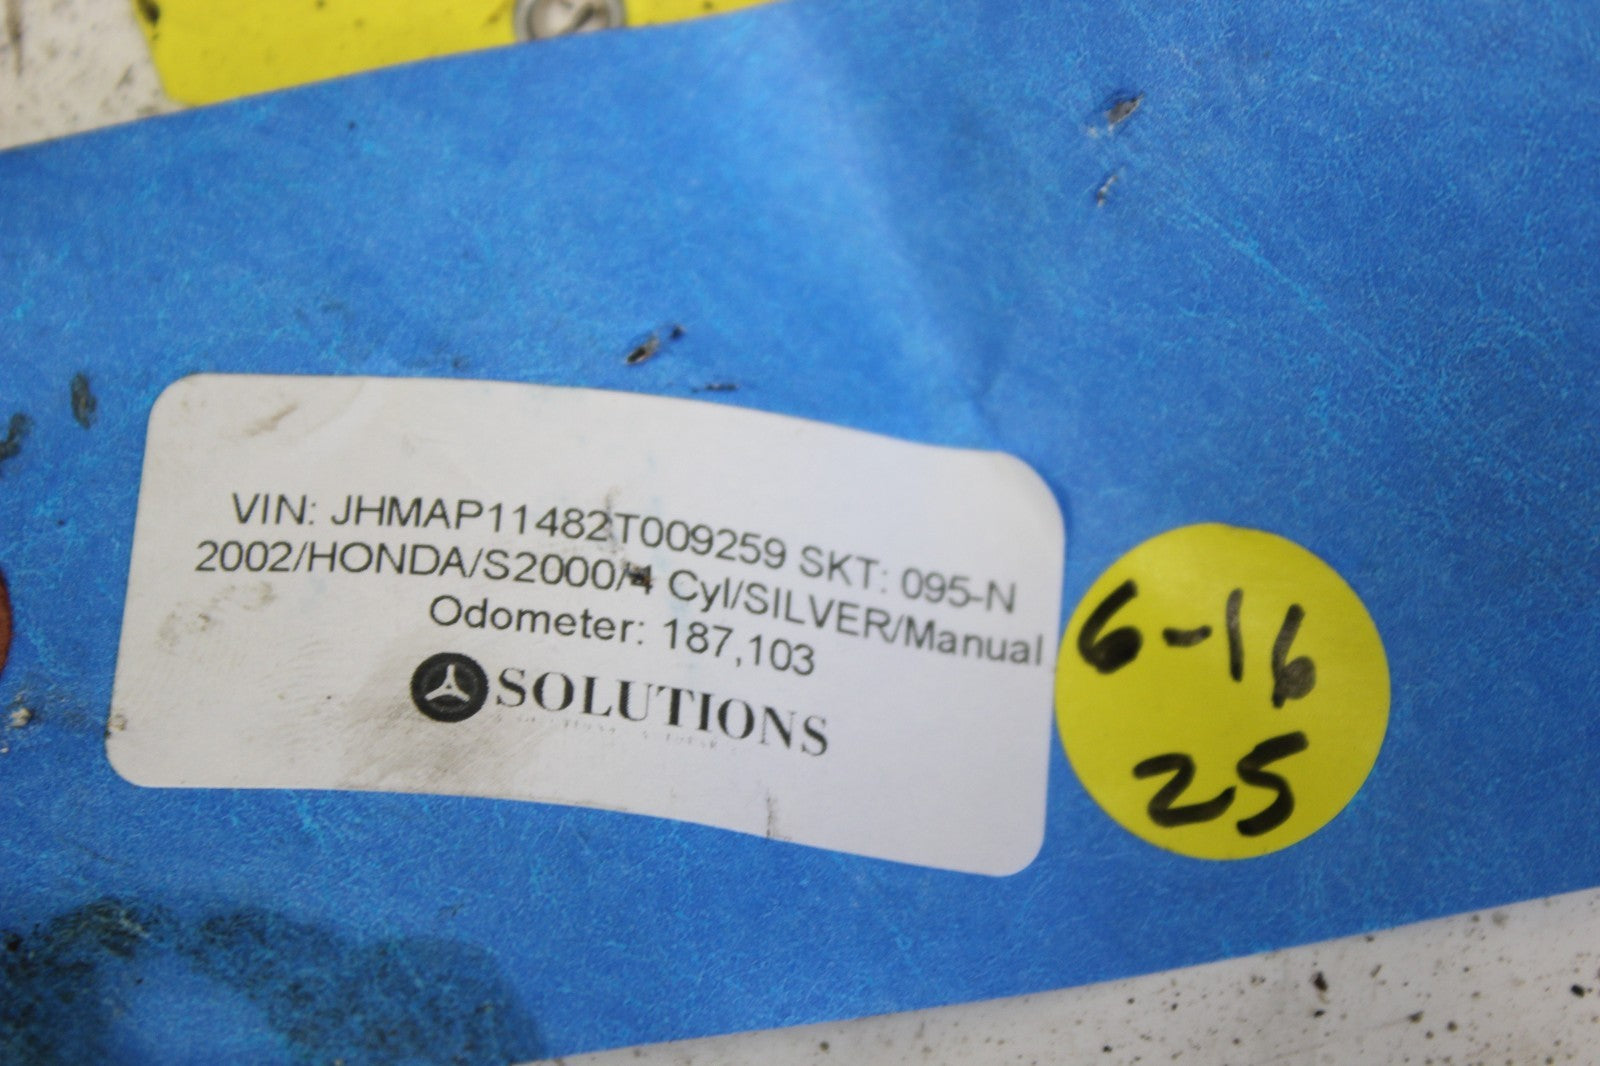 VIN: JHMAP11482T009259 SKT: 095-N
2002/HONDA/S2000/4 Cyl/SILVER/Manual
Odometer: 187,103
SOLUTIONS
6-16
25